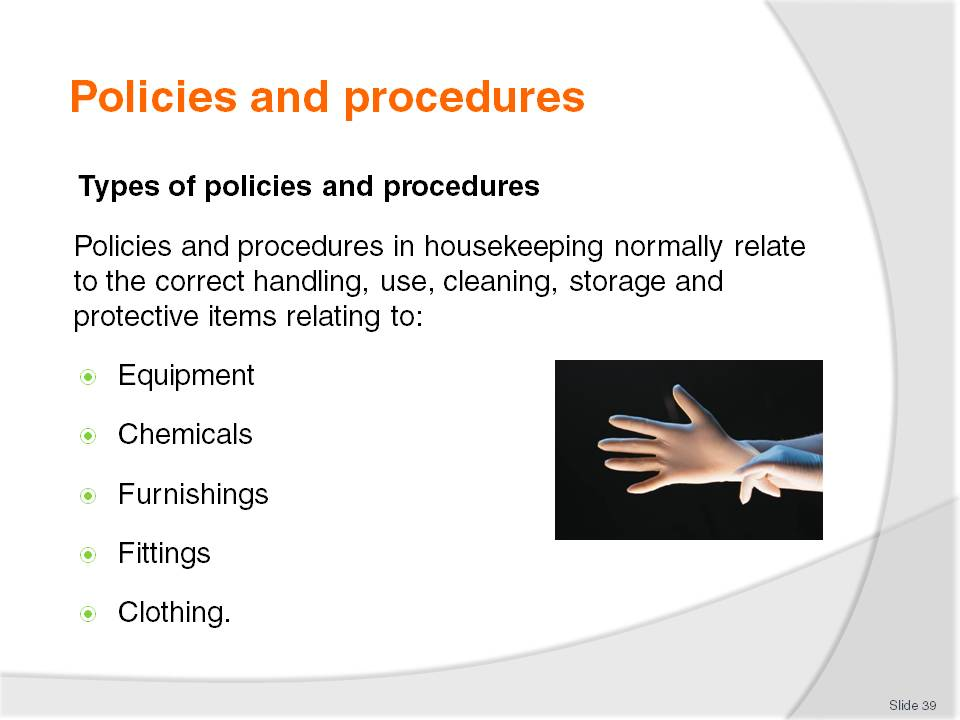 Policies and procedures
Types of policies and procedures
Policies and procedures in housekeeping normally relate
to the correct handling, use, cleaning, storage and
protective items relating to:
Equipment
Chemicals
Furnishings
Fittings
Clothing.
Slide 39